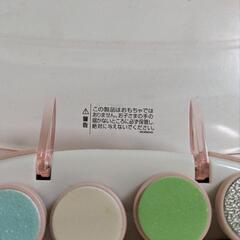 ⚠警告
この製品はおもちゃでは
ありません。お子さまの手の
届かないところに必ず保管し、
絶対に与えないでください。